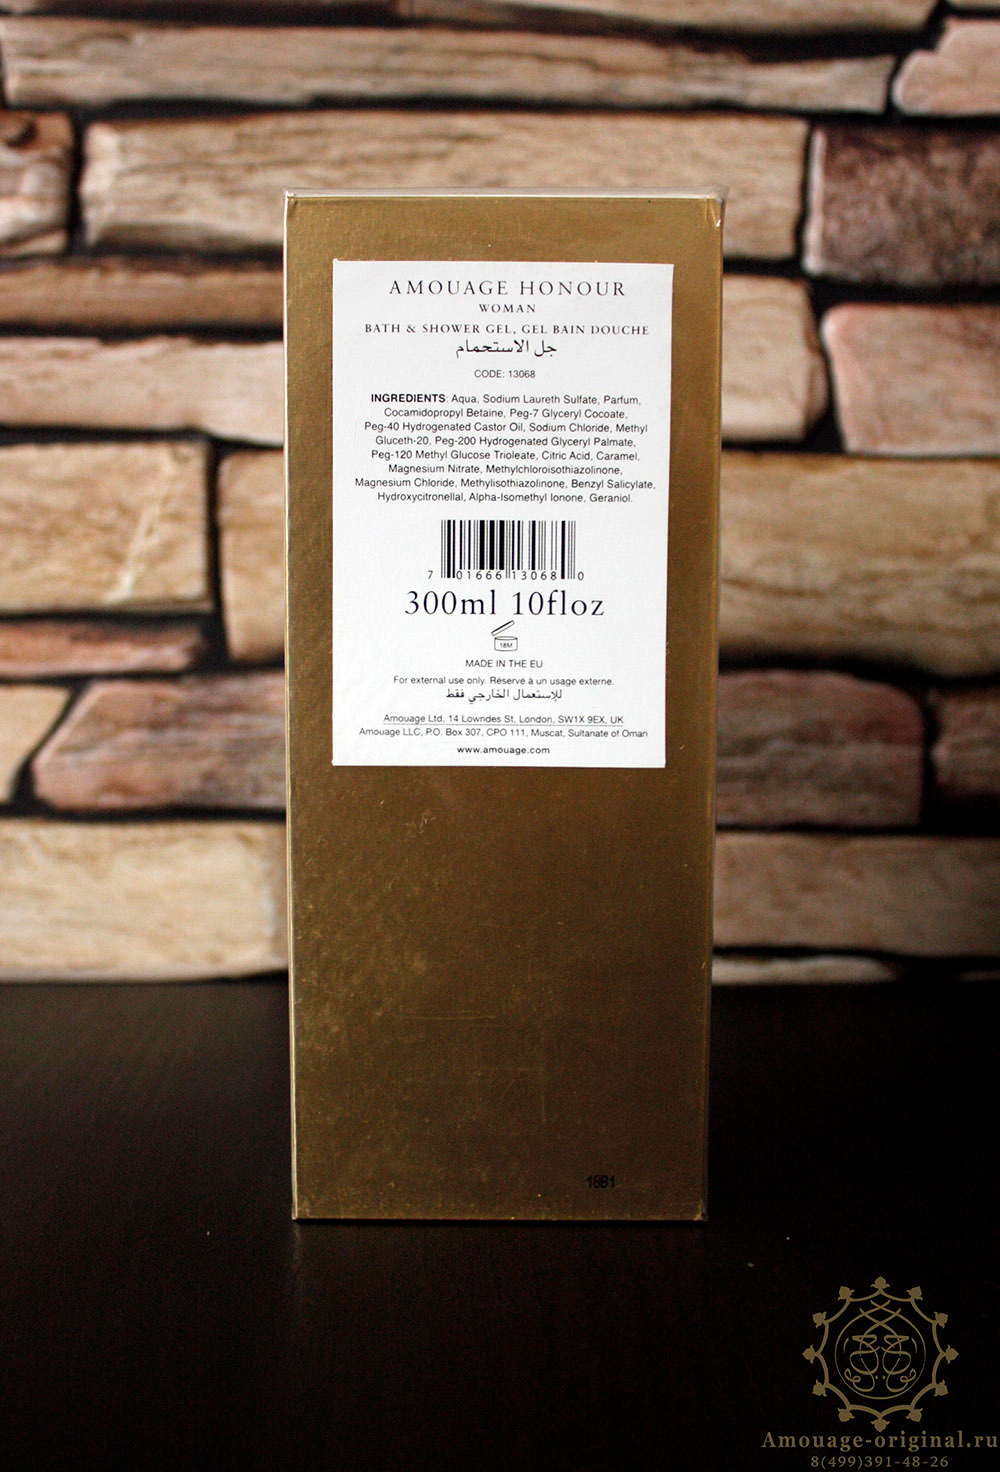 AMOUAGE HONOUR
WOMAN
BATH & SHOWER GEL, GEL BAIN DOUCHE
جل الاستحمام
CODE: 13068
INGREDIENTS: Aqua, Sodium Laureth Sulfate, Parfum,
Cocamidopropyl Betaine, Peg-7 Glyceryl Cocoate,
Peg-40 Hydrogenated Castor Oil, Sodium Chloride, Methyl
Gluceth-20, Peg-200 Hydrogenated Glyceryl Palmate,
Peg-120 Methyl Glucose Trioleate, Citric Acid, Caramel,
Magnesium Nitrate, Methylchloroisothiazolinone,
Magnesium Chloride, Methylisothiazolinone, Benzyl Salicylate,
Hydroxycitronellal, Alpha-Isomethyl Ionone, Geraniol.
7 01666 13068 0
300ml 10floz
18M
MADE IN THE EU
For external use only. Réservé à un usage externe.
للإستعمال الخارجي فقط
Amouage Ltd, 14 Lowndes St, London, SW1X 9EX, UK
Amouage LLC, P.O. Box 307, CPO 111, Muscat, Sultanate of Oman
www.amouage.com
Amouage-original.ru
8(499)391-48-26